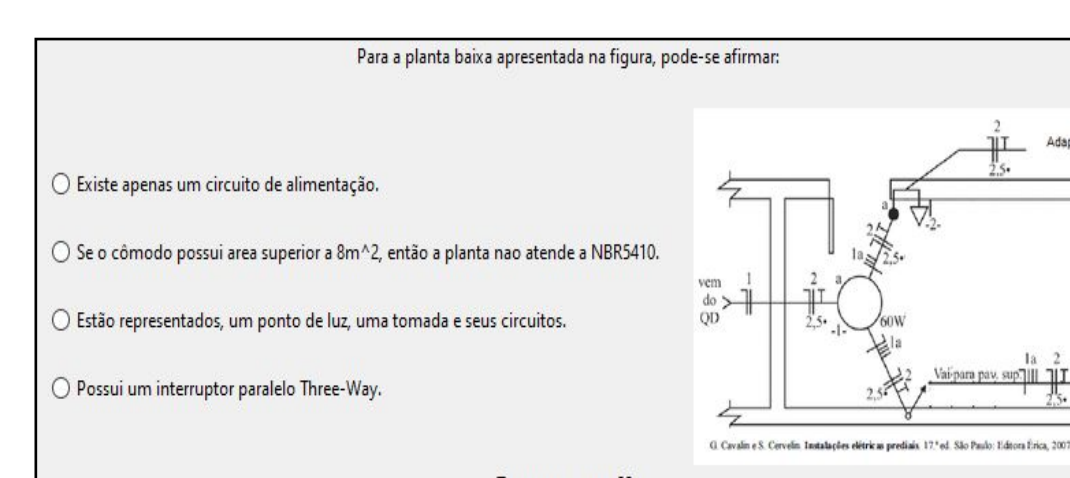 Para a planta baixa apresentada na figura, pode-se afirmar:
Existe apenas um circuito de alimentação.
Se o cômodo possui area superior a 8m^2, então a planta nao atende a NBR5410.
Estão representados, um ponto de luz, uma tomada e seus circuitos.
Possui um interruptor paralelo Three-Way.
2
Adap
2,5•
a
2
-2-
1a
2,5•
vem
do
QD
1
2
a
2,5•
-1-
60W
1a
2
2,5•
Vai para pav. sup.
1a
2
2,5•
G. Cavalin e S. Cervelin. Instalações elétricas prediais. 17.ª ed. São Paulo: Editora Érica, 2007